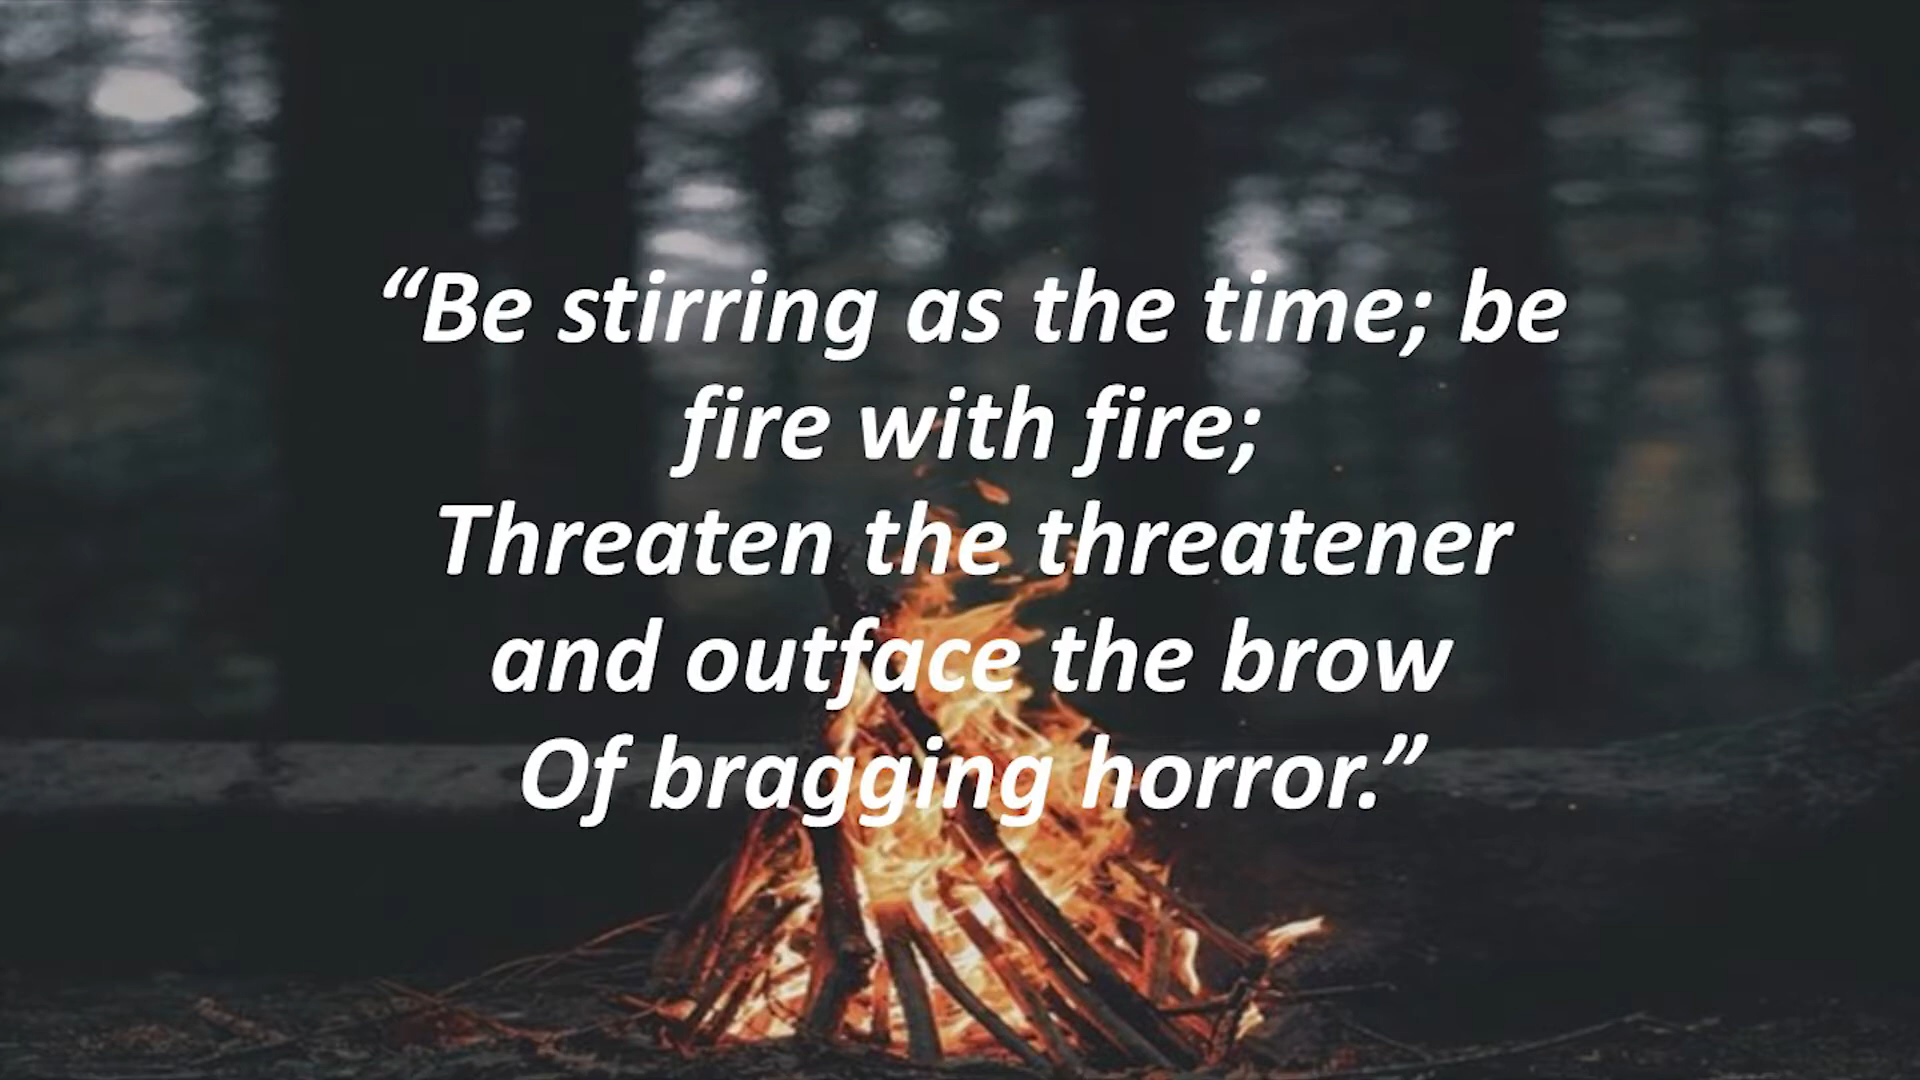 “Be stirring as the time; be
fire with fire;
Threaten the threatener
and outface the brow
Of bragging horror.”